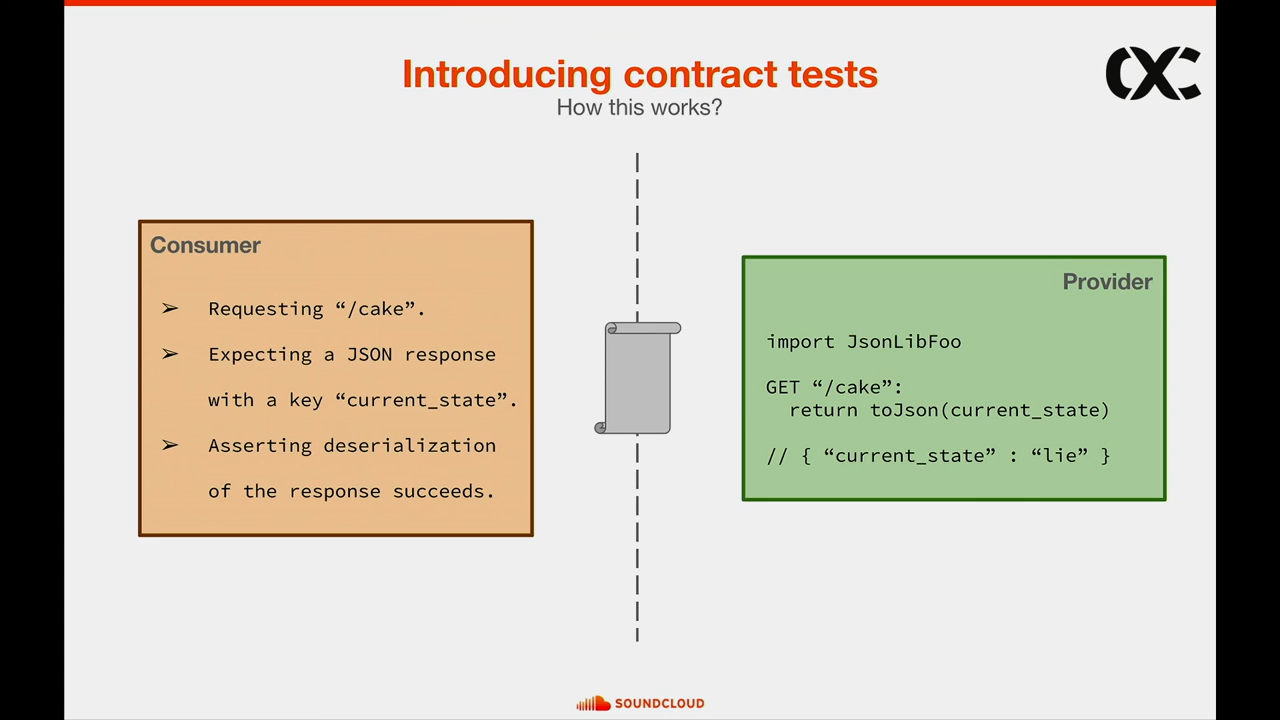 Introducing contract tests
How this works?
Consumer
➢ Requesting “/cake”.
➢ Expecting a JSON response
with a key “current_state”.
➢ Asserting deserialization
of the response succeeds.
Provider
import JsonLibFoo
GET “/cake”:
return toJson(current_state)
// { “current_state” : “lie” }
SOUNDCLOUD